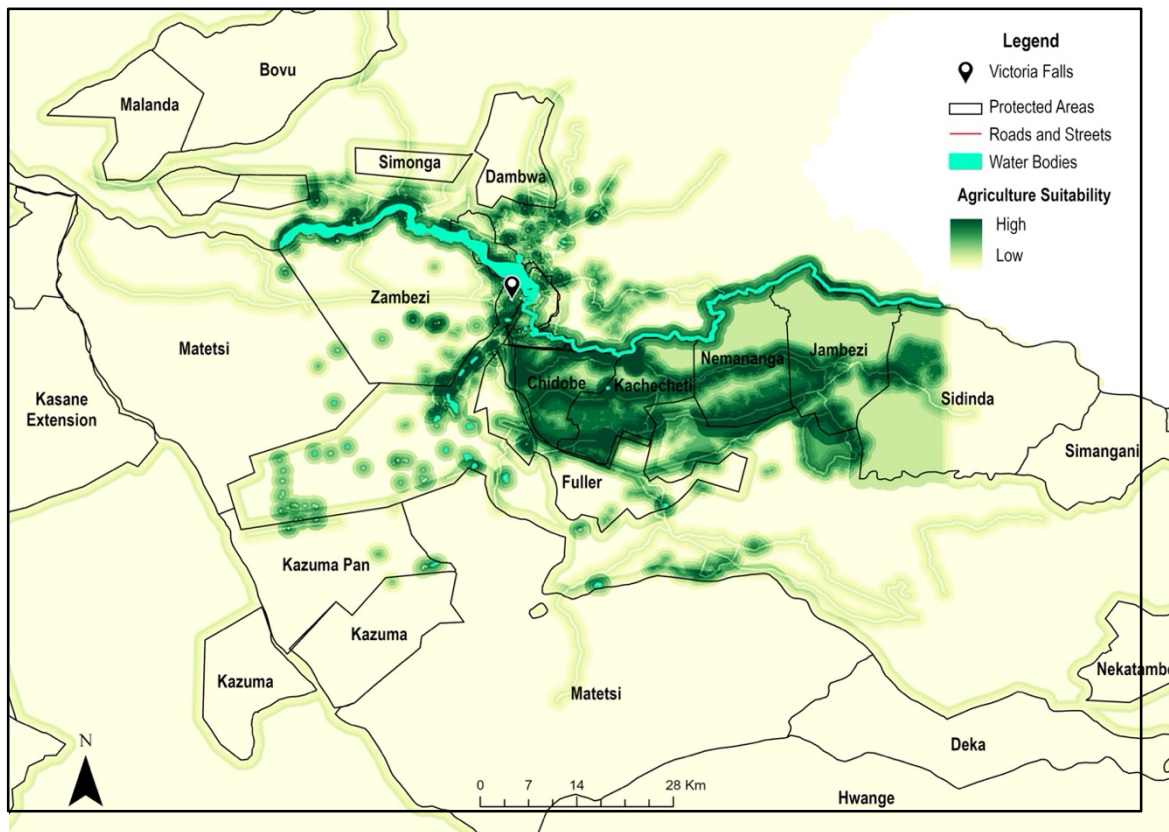 Legend
Victoria Falls
Protected Areas
Roads and Streets
Water Bodies
Agriculture Suitability
High
Low
Bovu
Malanda
Simonga
Dambwa
Zambezi
Matetsi
Kasane
Extension
Chidobe
Kachecheti
Nemananga
Jambezi
Sidinda
Simangani
Fuller
Kazuma Pan
Kazuma
Kazuma
Matetsi
Nekatambe
Deka
Hwange
N
0 7 14 28 Km